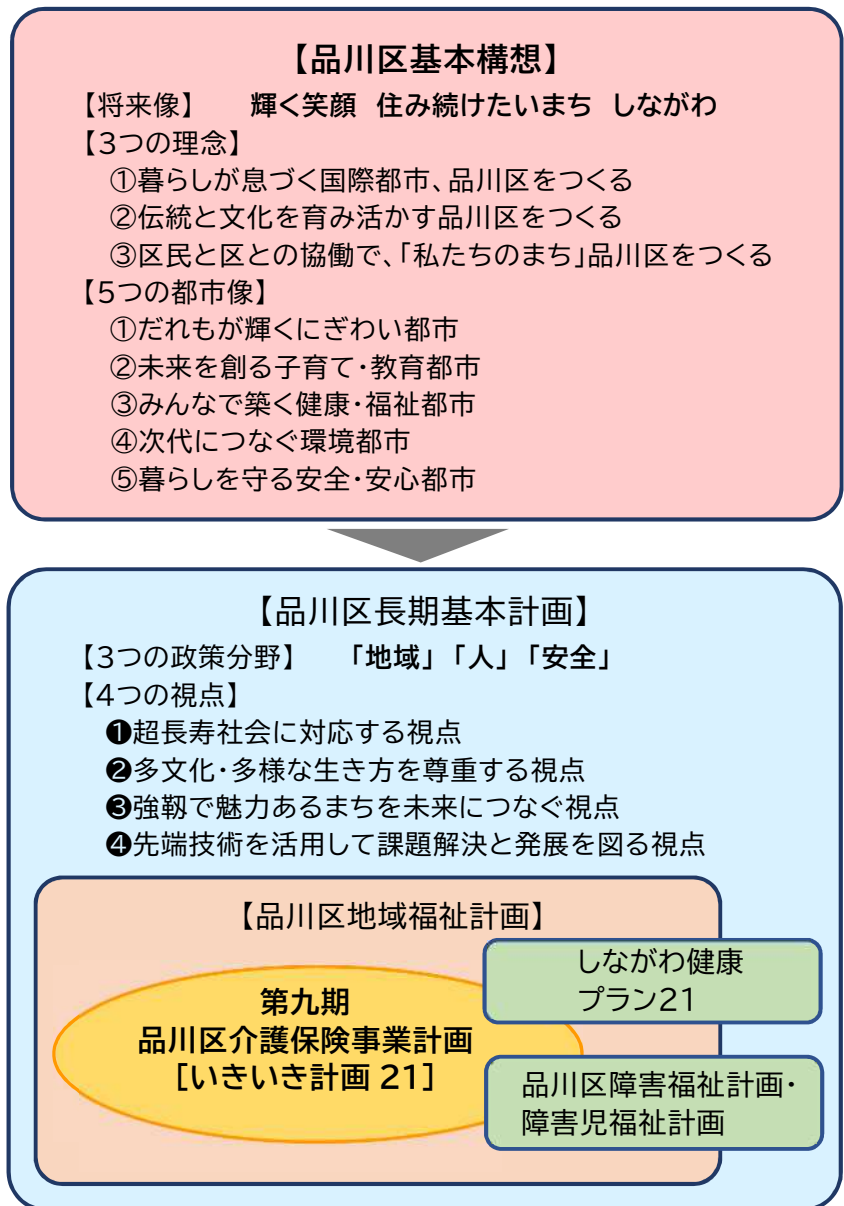 【品川区基本構想】
【将来像】 輝く笑顔 住み続けたいまち しながわ
【3つの理念】
①暮らしが息づく国際都市、品川区をつくる
②伝統と文化を育み活かす品川区をつくる
③区民と区との協働で、「私たちのまち」品川区をつくる
【5つの都市像】
①だれもが輝くにぎわい都市
②未来を創る子育て・教育都市
③みんなで築く健康・福祉都市
④次代につなぐ環境都市
⑤暮らしを守る安全・安心都市
【品川区長期基本計画】
【3つの政策分野】 「地域」「人」「安全」
【4つの視点】
❶超長寿社会に対応する視点
❷多文化・多様な生き方を尊重する視点
❸強靱で魅力あるまちを未来につなぐ視点
❹先端技術を活用して課題解決と発展を図る視点
【品川区地域福祉計画】
しながわ健康
プラン21
第九期
品川区介護保険事業計画
[いきいき計画 21]
品川区障害福祉計画・
障害児福祉計画